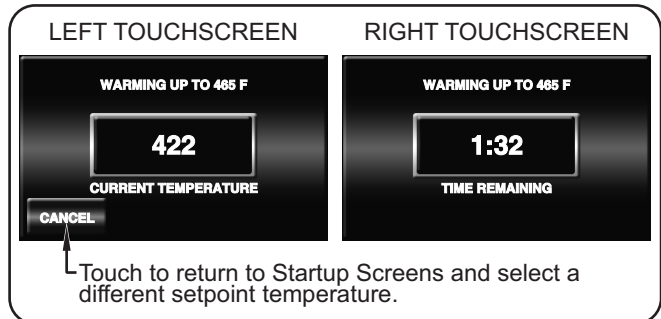 LEFT TOUCHSCREEN
RIGHT TOUCHSCREEN
WARMING UP TO 465 F
422
CURRENT TEMPERATURE
CANCEL
WARMING UP TO 465 F
1:32
TIME REMAINING
Touch to return to Startup Screens and select a
different setpoint temperature.